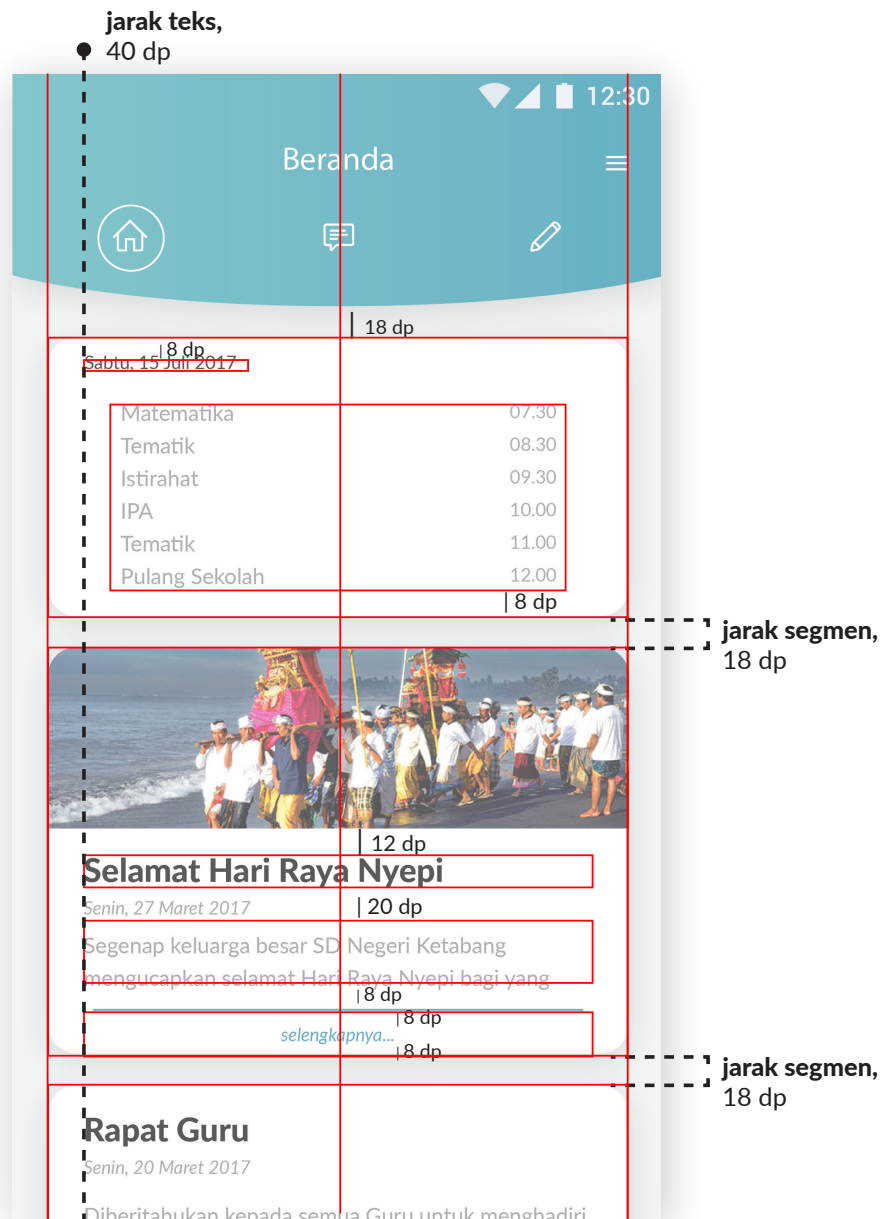 jarak teks,
40 dp
12:30
Beranda
18 dp
8 dp
Sabtu, 15 Juli 2017
Matematika 07.30
Tematik 08.30
Istirahat 09.30
IPA 10.00
Tematik 11.00
Pulang Sekolah 12.00
8 dp
jarak segmen,
18 dp
12 dp
Selamat Hari Raya Nyepi
Senin, 27 Maret 2017
20 dp
Segenap keluarga besar SD Negeri Ketabang
mengucapkan selamat Hari Raya Nyepi bagi yang
8 dp
8 dp
selengkapnya...
8 dp
jarak segmen,
18 dp
Rapat Guru
Senin, 20 Maret 2017
Diberitahukan kepada semua Guru untuk menghadiri